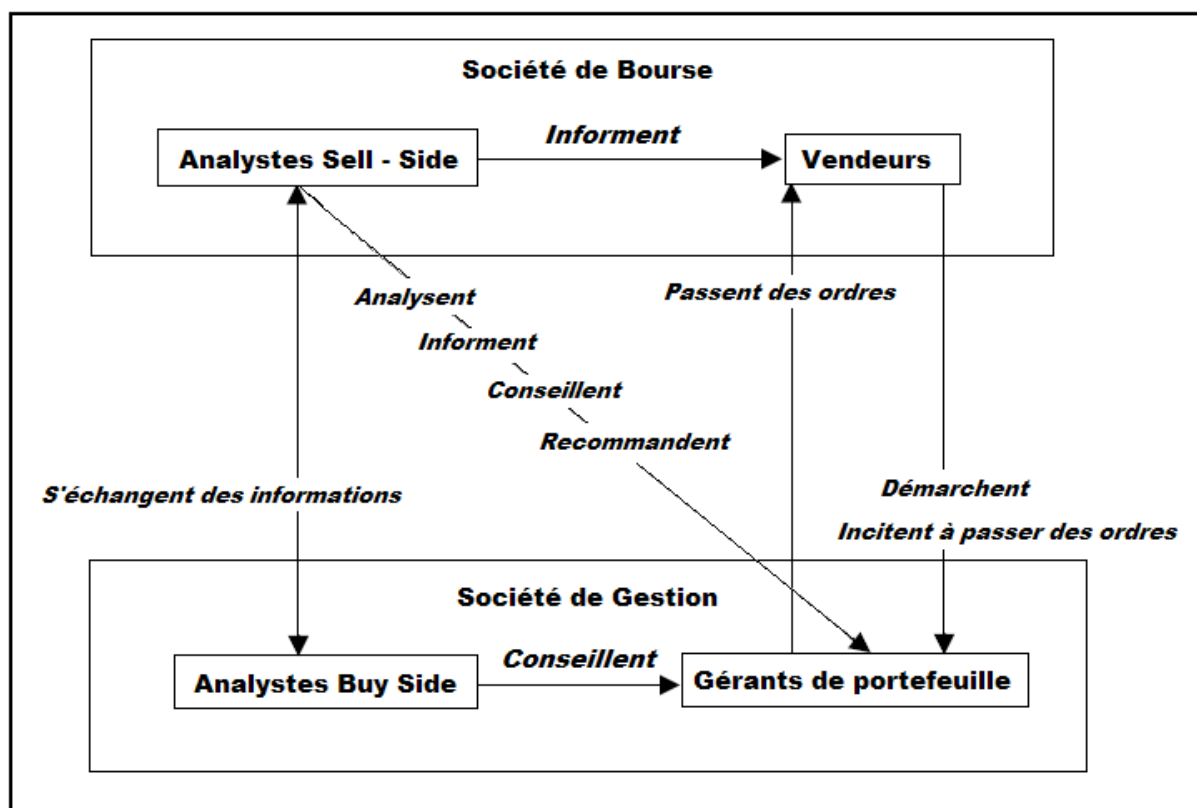 Société de Bourse
Informent
Analystes Sell - Side
Vendeurs
Analysent
Passent des ordres
Informent
Conseillent
Recommandent
S'échangent des informations
Démarchent
Incitent à passer des ordres
Société de Gestion
Conseillent
Analystes Buy Side
Gérants de portefeuille